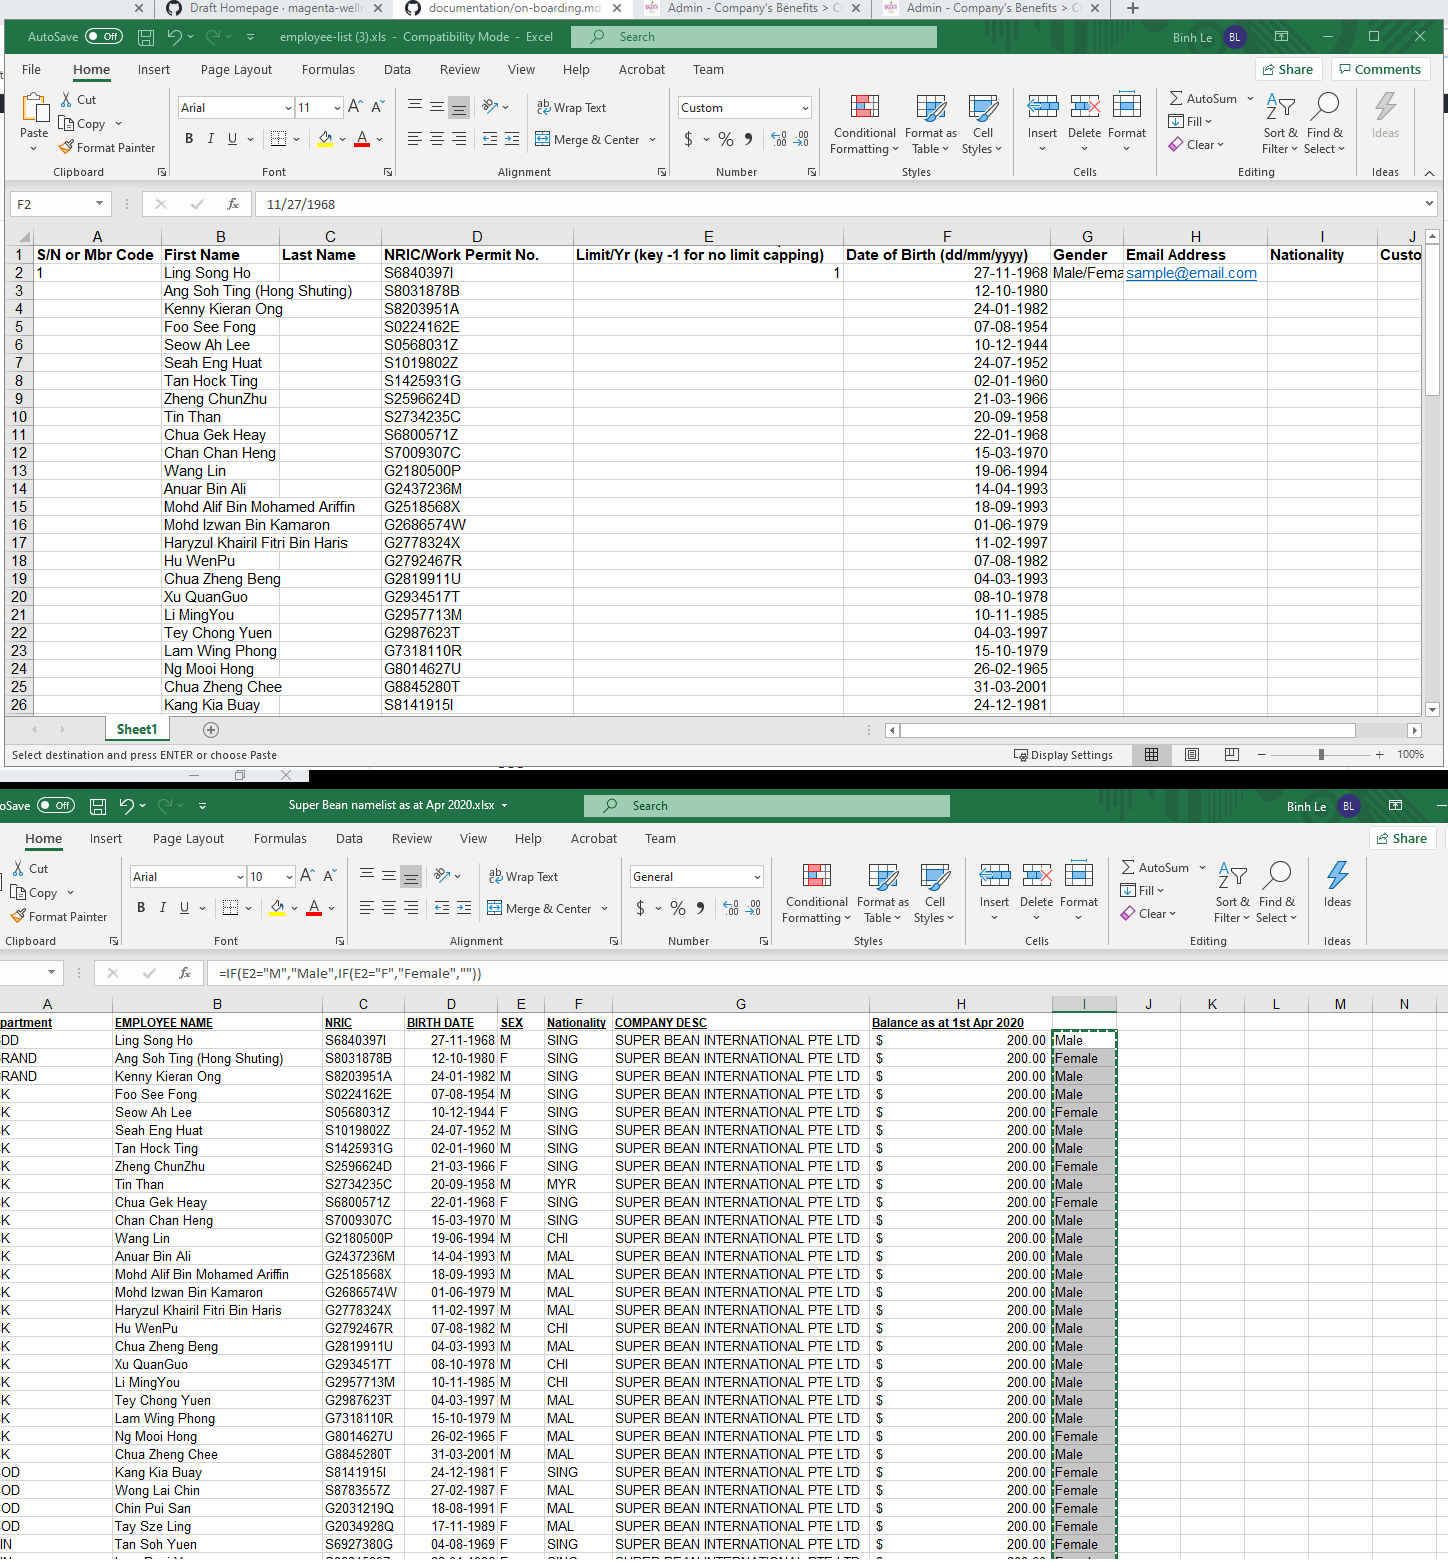 Draft Homepage · magenta-welln
documentation/on-boarding.md
Admin - Company's Benefits > Cl
Admin - Company's Benefits > Cl
AutoSave Off employee-list (3).xls - Compatibility Mode - Excel Search Binh Le BL
File Home Insert Page Layout Formulas Data Review View Help Acrobat Team Share Comments
Paste Cut Copy Format Painter Clipboard
Arial 11 B I U Font
Wrap Text Merge & Center Alignment
Custom $ % Number
Conditional Formatting Format as Table Cell Styles Styles
Insert Delete Format Cells
AutoSum Fill Clear Sort & Filter Find & Select Editing
Ideas Ideas
F2 fx 11/27/1968
A B C D E F G H I J
1 S/N or Mbr Code First Name Last Name NRIC/Work Permit No. Limit/Yr (key -1 for no limit capping) Date of Birth (dd/mm/yyyy) Gender Email Address Nationality Custo
2 1 Ling Song Ho S6840397I 1 27-11-1968 Male/Fema sample@email.com
3 Ang Soh Ting (Hong Shuting) S8031878B 12-10-1980
4 Kenny Kieran Ong S8203951A 24-01-1982
5 Foo See Fong S0224162E 07-08-1954
6 Seow Ah Lee S0568031Z 10-12-1944
7 Seah Eng Huat S1019802Z 24-07-1952
8 Tan Hock Ting S1425931G 02-01-1960
9 Zheng ChunZhu S2596624D 21-03-1966
10 Tin Than S2734235C 20-09-1958
11 Chua Gek Heay S6800571Z 22-01-1968
12 Chan Chan Heng S7009307C 15-03-1970
13 Wang Lin G2180500P 19-06-1994
14 Anuar Bin Ali G2437236M 14-04-1993
15 Mohd Alif Bin Mohamed Ariffin G2518568X 18-09-1993
16 Mohd Izwan Bin Kamaron G2686574W 01-06-1979
17 Haryzul Khairil Fitri Bin Haris G2778324X 11-02-1997
18 Hu WenPu G2792467R 07-08-1982
19 Chua Zheng Beng G2819911U 04-03-1993
20 Xu QuanGuo G2934517T 08-10-1978
21 Li MingYou G2957713M 10-11-1985
22 Tey Chong Yuen G2987623T 04-03-1997
23 Lam Wing Phong G7318110R 15-10-1979
24 Ng Mooi Hong G8014627U 26-02-1965
25 Chua Zheng Chee G8845280T 31-03-2001
26 Kang Kia Buay S8141915I 24-12-1981
Sheet1
Select destination and press ENTER or choose Paste Display Settings 100%
oSave Off Super Bean namelist as at Apr 2020.xlsx Search Binh Le BL
Home Insert Page Layout Formulas Data Review View Help Acrobat Team Share
Cut Copy Format Painter Clipboard
Arial 10 B I U Font
Wrap Text Merge & Center Alignment
General $ % Number
Conditional Formatting Format as Table Cell Styles Styles
Insert Delete Format Cells
AutoSum Fill Clear Sort & Filter Find & Select Editing
Ideas Ideas
fx =IF(E2="M","Male",IF(E2="F","Female",""))
A B C D E F G H I J K L M N
partment EMPLOYEE NAME NRIC BIRTH DATE SEX Nationality COMPANY DESC Balance as at 1st Apr 2020
DD Ling Song Ho S6840397I 27-11-1968 M SING SUPER BEAN INTERNATIONAL PTE LTD $ 200.00 Male
RAND Ang Soh Ting (Hong Shuting) S8031878B 12-10-1980 F SING SUPER BEAN INTERNATIONAL PTE LTD $ 200.00 Female
RAND Kenny Kieran Ong S8203951A 24-01-1982 M SING SUPER BEAN INTERNATIONAL PTE LTD $ 200.00 Male
K Foo See Fong S0224162E 07-08-1954 M SING SUPER BEAN INTERNATIONAL PTE LTD $ 200.00 Male
K Seow Ah Lee S0568031Z 10-12-1944 F SING SUPER BEAN INTERNATIONAL PTE LTD $ 200.00 Female
K Seah Eng Huat S1019802Z 24-07-1952 M SING SUPER BEAN INTERNATIONAL PTE LTD $ 200.00 Male
K Tan Hock Ting S1425931G 02-01-1960 M SING SUPER BEAN INTERNATIONAL PTE LTD $ 200.00 Male
K Zheng ChunZhu S2596624D 21-03-1966 F SING SUPER BEAN INTERNATIONAL PTE LTD $ 200.00 Female
K Tin Than S2734235C 20-09-1958 M MYR SUPER BEAN INTERNATIONAL PTE LTD $ 200.00 Male
K Chua Gek Heay S6800571Z 22-01-1968 F SING SUPER BEAN INTERNATIONAL PTE LTD $ 200.00 Female
K Chan Chan Heng S7009307C 15-03-1970 M SING SUPER BEAN INTERNATIONAL PTE LTD $ 200.00 Male
K Wang Lin G2180500P 19-06-1994 M CHI SUPER BEAN INTERNATIONAL PTE LTD $ 200.00 Male
K Anuar Bin Ali G2437236M 14-04-1993 M MAL SUPER BEAN INTERNATIONAL PTE LTD $ 200.00 Male
K Mohd Alif Bin Mohamed Ariffin G2518568X 18-09-1993 M MAL SUPER BEAN INTERNATIONAL PTE LTD $ 200.00 Male
K Mohd Izwan Bin Kamaron G2686574W 01-06-1979 M MAL SUPER BEAN INTERNATIONAL PTE LTD $ 200.00 Male
K Haryzul Khairil Fitri Bin Haris G2778324X 11-02-1997 M MAL SUPER BEAN INTERNATIONAL PTE LTD $ 200.00 Male
K Hu WenPu G2792467R 07-08-1982 M CHI SUPER BEAN INTERNATIONAL PTE LTD $ 200.00 Male
K Chua Zheng Beng G2819911U 04-03-1993 M MAL SUPER BEAN INTERNATIONAL PTE LTD $ 200.00 Male
K Xu QuanGuo G2934517T 08-10-1978 M CHI SUPER BEAN INTERNATIONAL PTE LTD $ 200.00 Male
K Li MingYou G2957713M 10-11-1985 M CHI SUPER BEAN INTERNATIONAL PTE LTD $ 200.00 Male
K Tey Chong Yuen G2987623T 04-03-1997 M MAL SUPER BEAN INTERNATIONAL PTE LTD $ 200.00 Male
K Lam Wing Phong G7318110R 15-10-1979 M MAL SUPER BEAN INTERNATIONAL PTE LTD $ 200.00 Male
K Ng Mooi Hong G8014627U 26-02-1965 F MAL SUPER BEAN INTERNATIONAL PTE LTD $ 200.00 Female
K Chua Zheng Chee G8845280T 31-03-2001 M MAL SUPER BEAN INTERNATIONAL PTE LTD $ 200.00 Male
OD Kang Kia Buay S8141915I 24-12-1981 F SING SUPER BEAN INTERNATIONAL PTE LTD $ 200.00 Female
OD Wong Lai Chin S8783557Z 27-02-1987 F MAL SUPER BEAN INTERNATIONAL PTE LTD $ 200.00 Female
OD Chin Pui San G2031219Q 18-08-1991 F MAL SUPER BEAN INTERNATIONAL PTE LTD $ 200.00 Female
OD Tay Sze Ling G2034928Q 17-11-1989 F MAL SUPER BEAN INTERNATIONAL PTE LTD $ 200.00 Female
IN Tan Soh Yuen S6927380G 04-08-1969 F SING SUPER BEAN INTERNATIONAL PTE LTD $ 200.00 Female